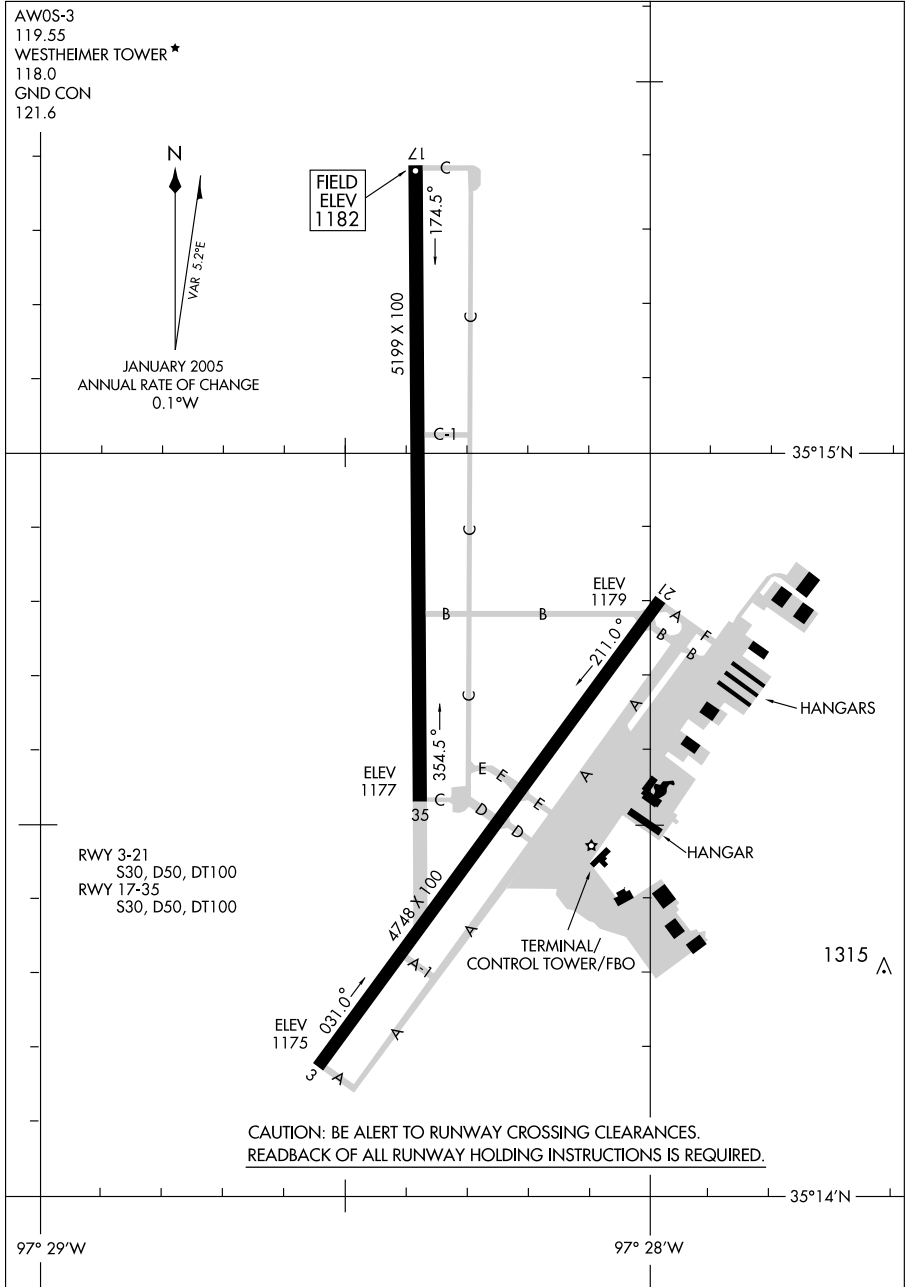 AWOS-3
119.55
WESTHEIMER TOWER ★
118.0
GND CON
121.6
N
VAR 5.2°E
JANUARY 2005
ANNUAL RATE OF CHANGE
0.1°W
FIELD
ELEV
1182
17
C
174.5°
5199 X 100
C
C-1
35°15'N
C
ELEV
1179
21
B
B
A
B
F
B
211.0°
C
A
HANGARS
354.5°
ELEV
1177
E
E
A
35
C
D
E
D
HANGAR
RWY 3-21
S30, D50, DT100
RWY 17-35
S30, D50, DT100
4748 X 100
A
TERMINAL/
CONTROL TOWER/FBO
1315
A-1
031.0°
ELEV
1175
A
3
A
CAUTION: BE ALERT TO RUNWAY CROSSING CLEARANCES.
READBACK OF ALL RUNWAY HOLDING INSTRUCTIONS IS REQUIRED.
35°14'N
97° 29'W
97° 28'W